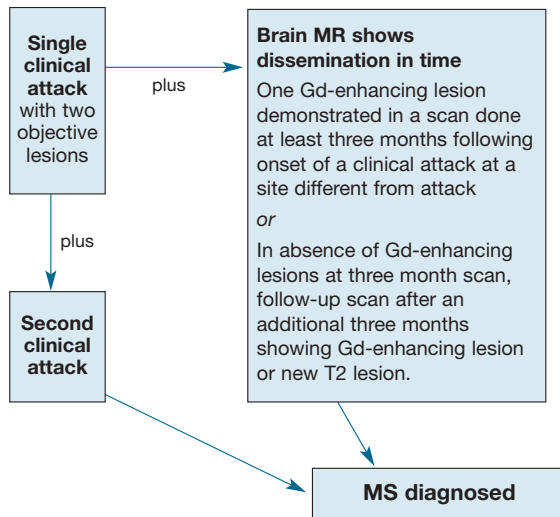 Single
clinical
attack
with two
objective
lesions
plus
Brain MR shows
dissemination in time
One Gd-enhancing lesion
demonstrated in a scan done
at least three months following
onset of a clinical attack at a
site different from attack
or
In absence of Gd-enhancing
lesions at three month scan,
follow-up scan after an
additional three months
showing Gd-enhancing lesion
or new T2 lesion.
plus
Second
clinical
attack
MS diagnosed